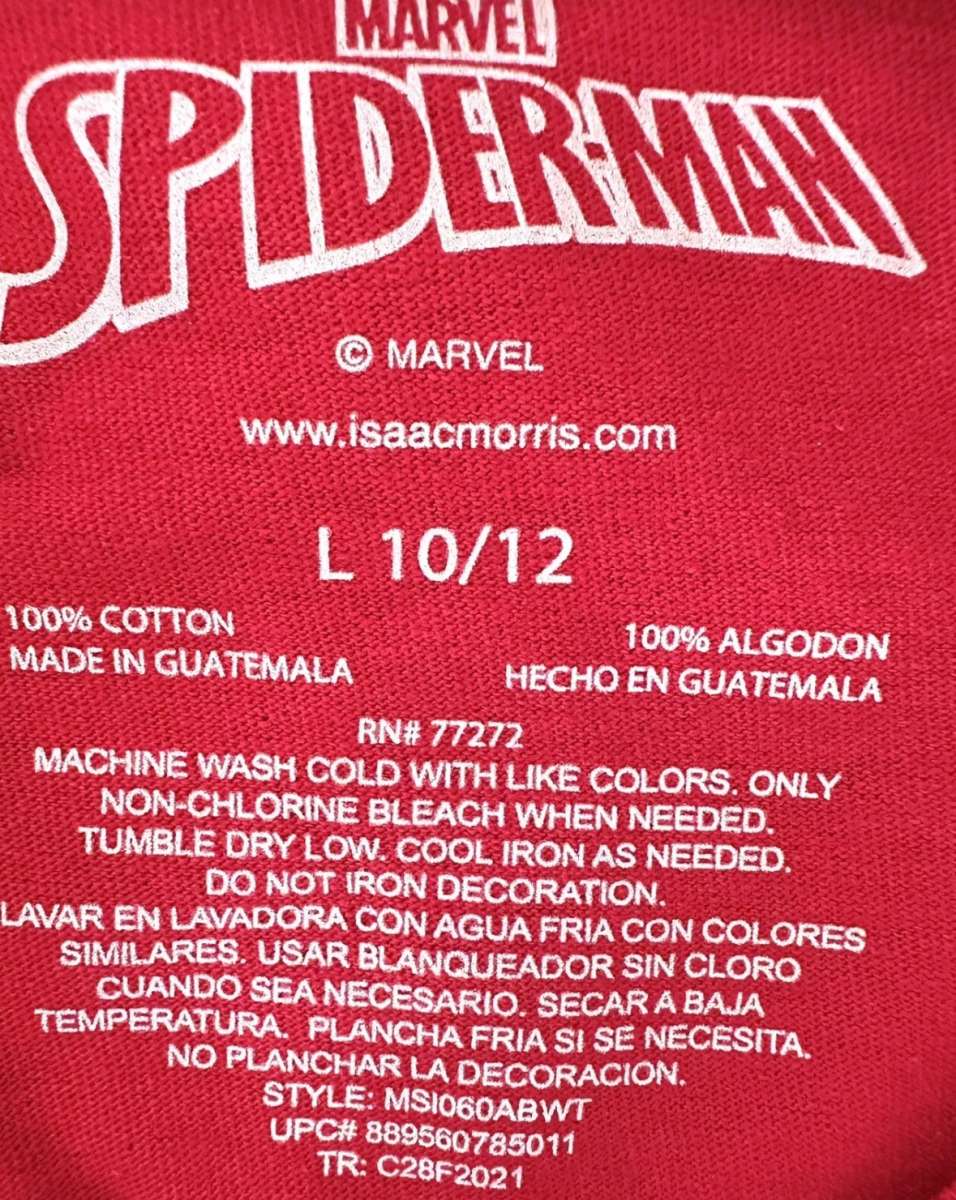 MARVEL
SPIDER-MAN
© MARVEL
www.isaacmorris.com
L 10/12
100% COTTON
MADE IN GUATEMALA
100% ALGODON
HECHO EN GUATEMALA
RN# 77272
MACHINE WASH COLD WITH LIKE COLORS. ONLY
NON-CHLORINE BLEACH WHEN NEEDED.
TUMBLE DRY LOW. COOL IRON AS NEEDED.
DO NOT IRON DECORATION.
LAVAR EN LAVADORA CON AGUA FRIA CON COLORES
SIMILARES. USAR BLANQUEADOR SIN CLORO
CUANDO SEA NECESARIO. SECAR A BAJA
TEMPERATURA. PLANCHA FRIA SI SE NECESITA.
NO PLANCHAR LA DECORACION.
STYLE: MSI060ABWT
UPC# 889560785011
TR: C28F2021